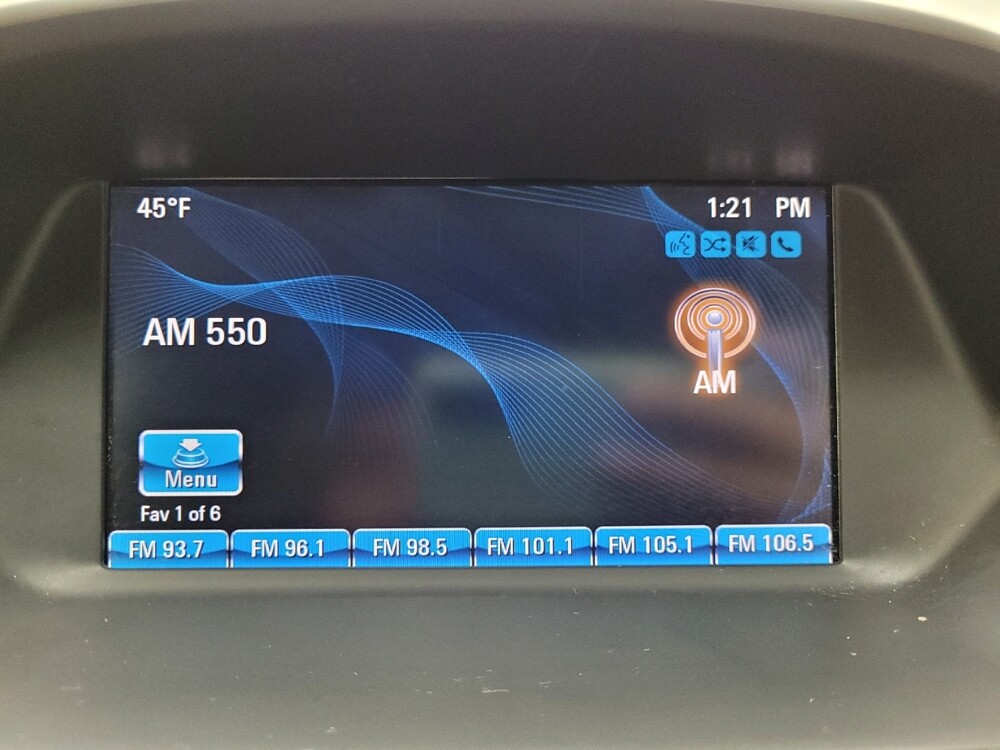 45°F
1:21 PM
AM 550
AM
Menu
Fav 1 of 6
FM 93.7
FM 96.1
FM 98.5
FM 101.1
FM 105.1
FM 106.5